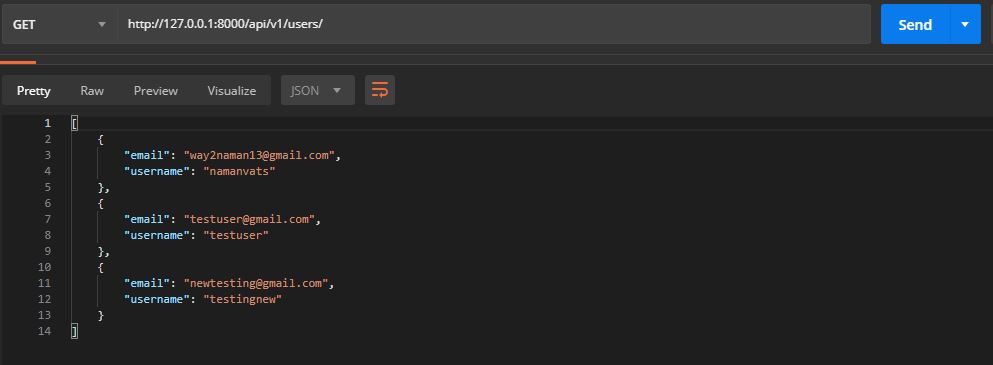 GET http://127.0.0.1:8000/api/v1/users/ Send
Pretty Raw Preview Visualize JSON
1 [
2 {
3 "email": "way2naman13@gmail.com",
4 "username": "namanvats"
5 },
6 {
7 "email": "testuser@gmail.com",
8 "username": "testuser"
9 },
10 {
11 "email": "newtesting@gmail.com",
12 "username": "testingnew"
13 }
14 ]